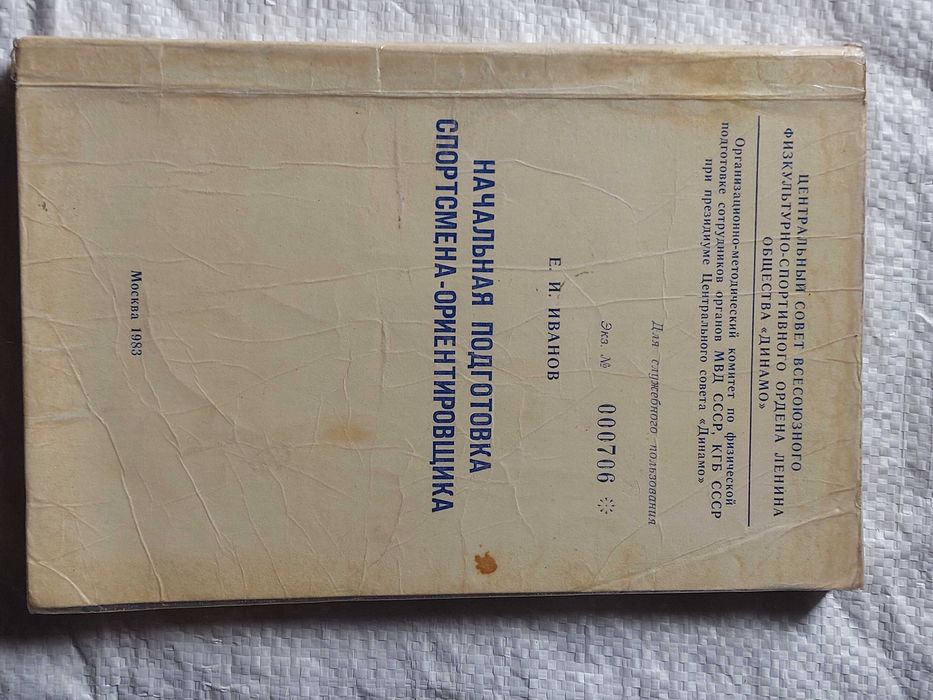 ЦЕНТРАЛЬНЫЙ СОВЕТ ВСЕСОЮЗНОГО
ФИЗКУЛЬТУРНО-СПОРТИВНОГО ОРДЕНА ЛЕНИНА
ОБЩЕСТВА «ДИНАМО»
Организационно-методический комитет по физической
подготовке сотрудников органов МВД СССР, КГБ СССР
при президиуме Центрального совета «Динамо»
Для служебного пользования
Экз. № 000706 *
Е. И. ИВАНОВ
НАЧАЛЬНАЯ ПОДГОТОВКА
СПОРТСМЕНА-ОРИЕНТИРОВЩИКА
Москва 1983